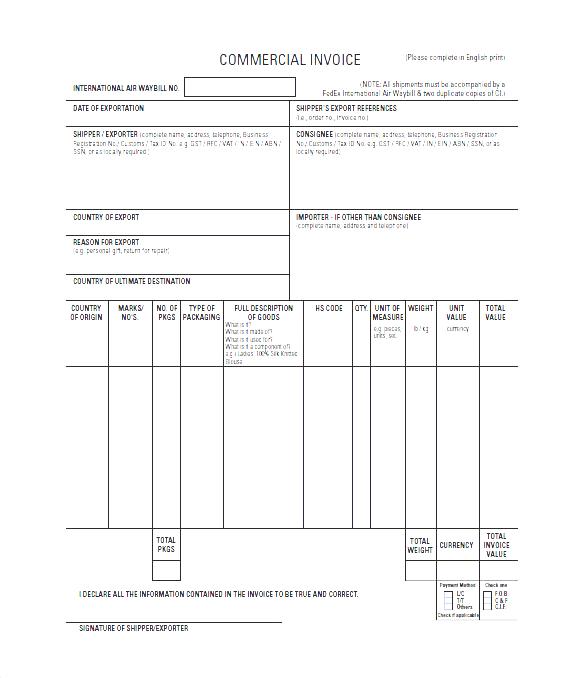 COMMERCIAL INVOICE
(Please complete in English print)
INTERNATIONAL AIR WAYBILL NO.
(NOTE: All shipments must be accompanied by a
FedEx International Air Waybill & two duplicate copies of CI.)
DATE OF EXPORTATION
SHIPPER'S EXPORT REFERENCES
(i.e., order no., invoice no.)
SHIPPER / EXPORTER (complete name, address, telephone, Business
Registration No./ Customs / Tax ID No. e.g. GST / RFC / VAT / IN / EIN / ABN /
SSN, or as locally required)
CONSIGNEE (complete name, address, telephone, Business Registration
No./ Customs / Tax ID No. e.g. GST / RFC / VAT / IN / EIN / ABN / SSN, or as
locally required)
COUNTRY OF EXPORT
IMPORTER - IF OTHER THAN CONSIGNEE
(complete name, address and telephone)
REASON FOR EXPORT
(e.g. personal gift, return for repair)
COUNTRY OF ULTIMATE DESTINATION
COUNTRY OF ORIGIN
MARKS/ NO'S.
NO. OF PKGS
TYPE OF PACKAGING
FULL DESCRIPTION OF GOODS
What is it?
What is it made of?
What is it used for?
What is it a component of?
e.g.: Ladies' 100% Silk Knitted
Blouse
HS CODE
QTY.
UNIT OF MEASURE
e.g. pieces,
units, set.
WEIGHT
lb / kg
UNIT VALUE
currency
TOTAL VALUE
TOTAL PKGS
TOTAL WEIGHT
CURRENCY
TOTAL INVOICE VALUE
Payment Method
L/C
T/T
Others
Check if applicable
Check one
F.O.B
C & F
C.I.F.
I DECLARE ALL THE INFORMATION CONTAINED IN THE INVOICE TO BE TRUE AND CORRECT.
SIGNATURE OF SHIPPER/EXPORTER